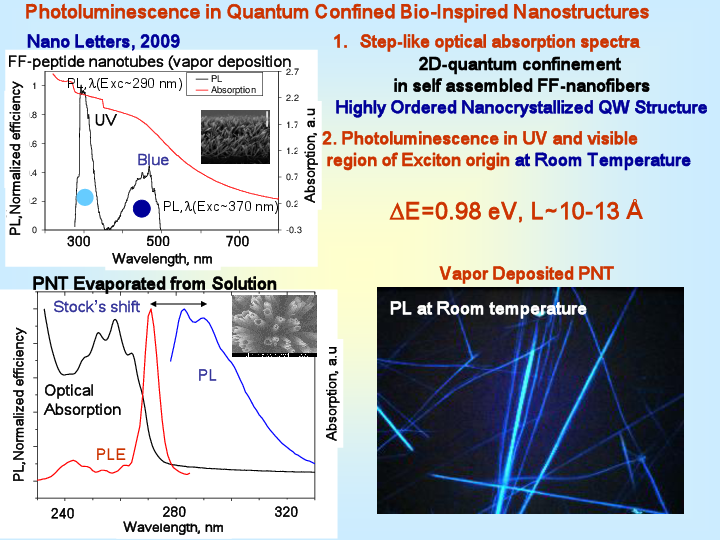 Photoluminescence in Quantum Confined Bio-Inspired Nanostructures
Nano Letters, 2009
FF-peptide nanotubes (vapor deposition
PL,λ(Exc~290 nm)
PL
Absorption
UV
Blue
PL,λ(Exc~370 nm)
1
.8
.6
.4
.2
0
2.7
2.2
1.7
1.2
0.7
0.2
-0.3
300
500
700
Wavelength, nm
PL,Normalized efficiency
Absorption, a.u
1. Step-like optical absorption spectra
2D-quantum confinement
in self assembled FF-nanofibers
Highly Ordered Nanocrystallized QW Structure
2. Photoluminescence in UV and visible
region of Exciton origin at Room Temperature
ΔE=0.98 eV, L~10-13 Å
PNT Evaporated from Solution
Stock's shift
PL
Optical
Absorption
PLE
240
280
320
Wavelength, nm
PL,Normalized efficiency
Absorption, a.u
Vapor Deposited PNT
PL at Room temperature